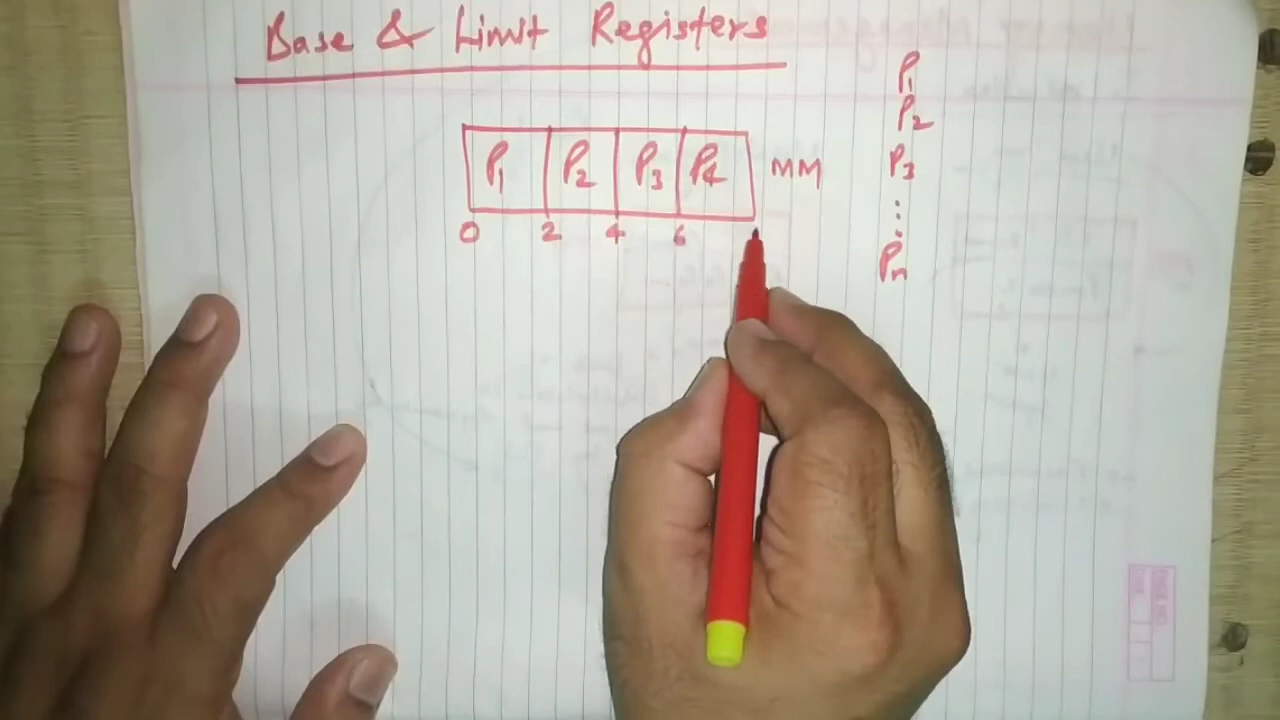 Base & Limit Registers
P1 P2 P3 P4 MM
0 2 4 6
P1
P2
P3
⋮
Pn